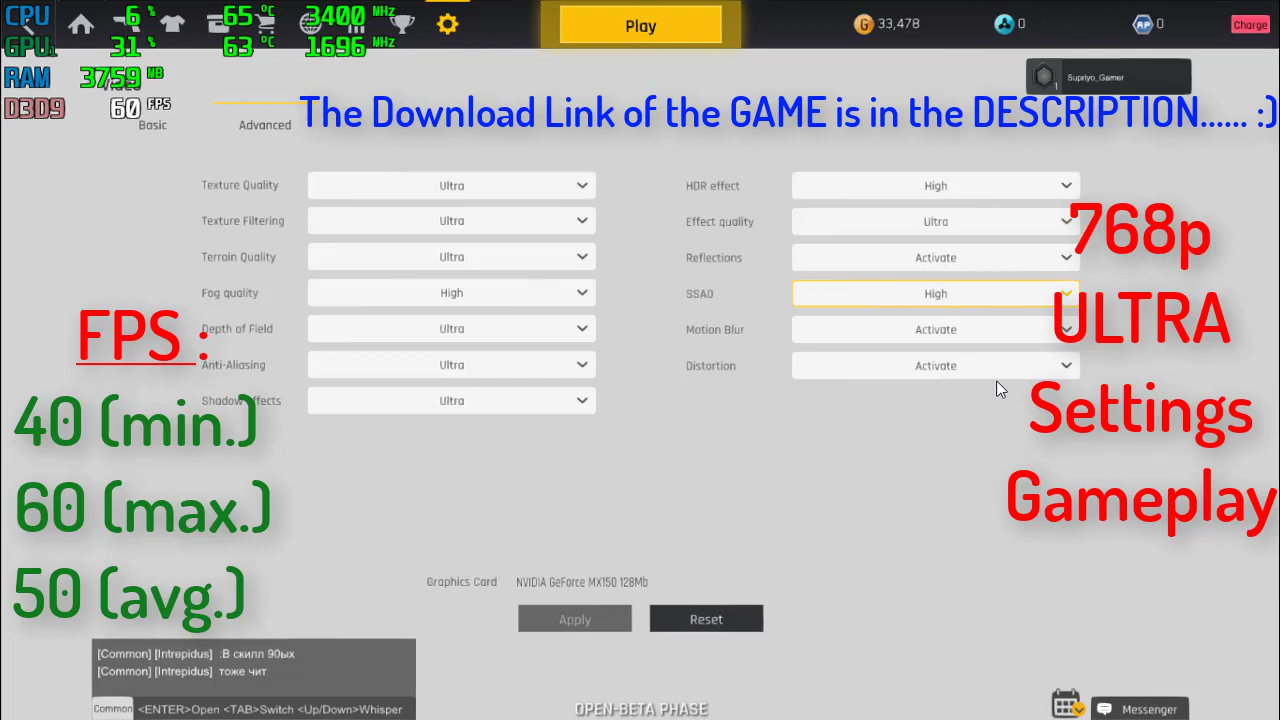 CPU 6 % 65 °C 3400 MHz
GPU1 31 % 63 °C 1696 MHz
RAM 3759 MB
D3D9 60 FPS
Play
33,478
0
RP 0
Charge
1 Supriyo_Gamer
Basic
Advanced
The Download Link of the GAME is in the DESCRIPTION...... :)
Texture Quality Ultra
Texture Filtering Ultra
Terrain Quality Ultra
Fog quality High
Depth of Field Ultra
Anti-Aliasing Ultra
Shadow Effects Ultra
HDR effect High
Effect quality Ultra
Reflections Activate
SSAO High
Motion Blur Activate
Distortion Activate
FPS :
40 (min.)
60 (max.)
50 (avg.)
768p
ULTRA
Settings
Gameplay
Graphics Card NVIDIA GeForce MX150 128Mb
Apply
Reset
[Common] [Intrepidus] :В скилл 90ых
[Common] [Intrepidus] тоже чит
Common <ENTER>Open <TAB>Switch <Up/Down>Whisper
OPEN-BETA PHASE
Messenger